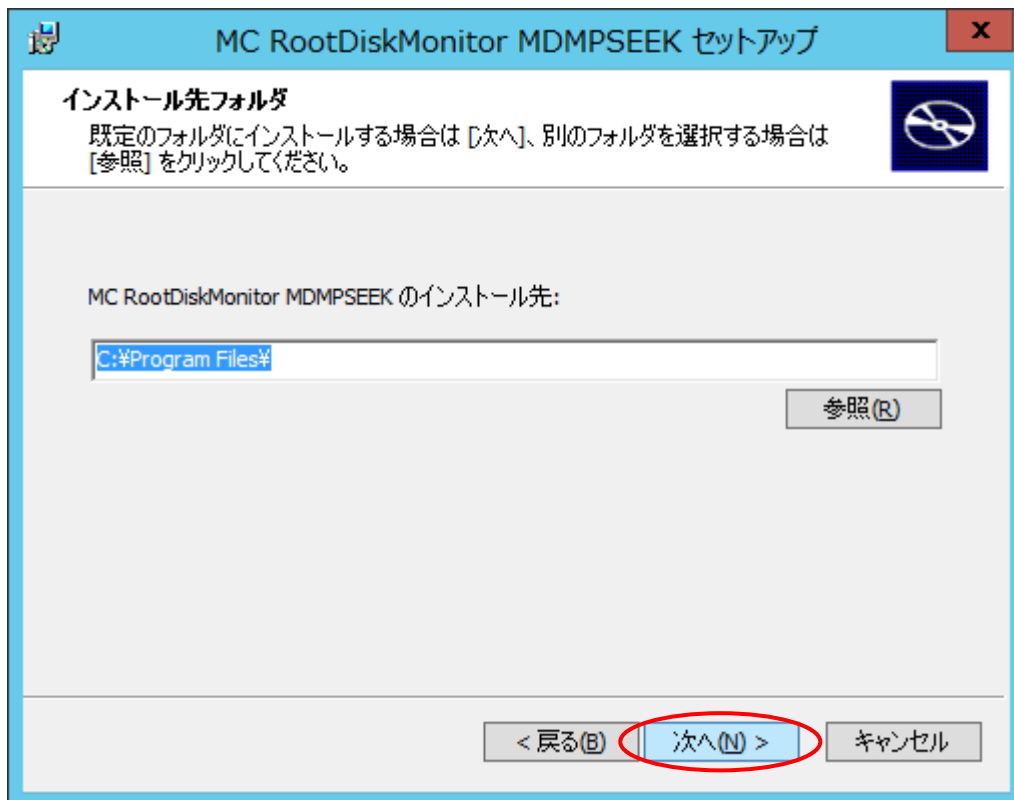 MC RootDiskMonitor MDMPSEEK セットアップ
x
インストール先フォルダ
既定のフォルダにインストールする場合は [次へ]、別のフォルダを選択する場合は
[参照] をクリックしてください。
MC RootDiskMonitor MDMPSEEK のインストール先:
C:¥Program Files¥
参照(R)
< 戻る(B) 次へ(N) > キャンセル